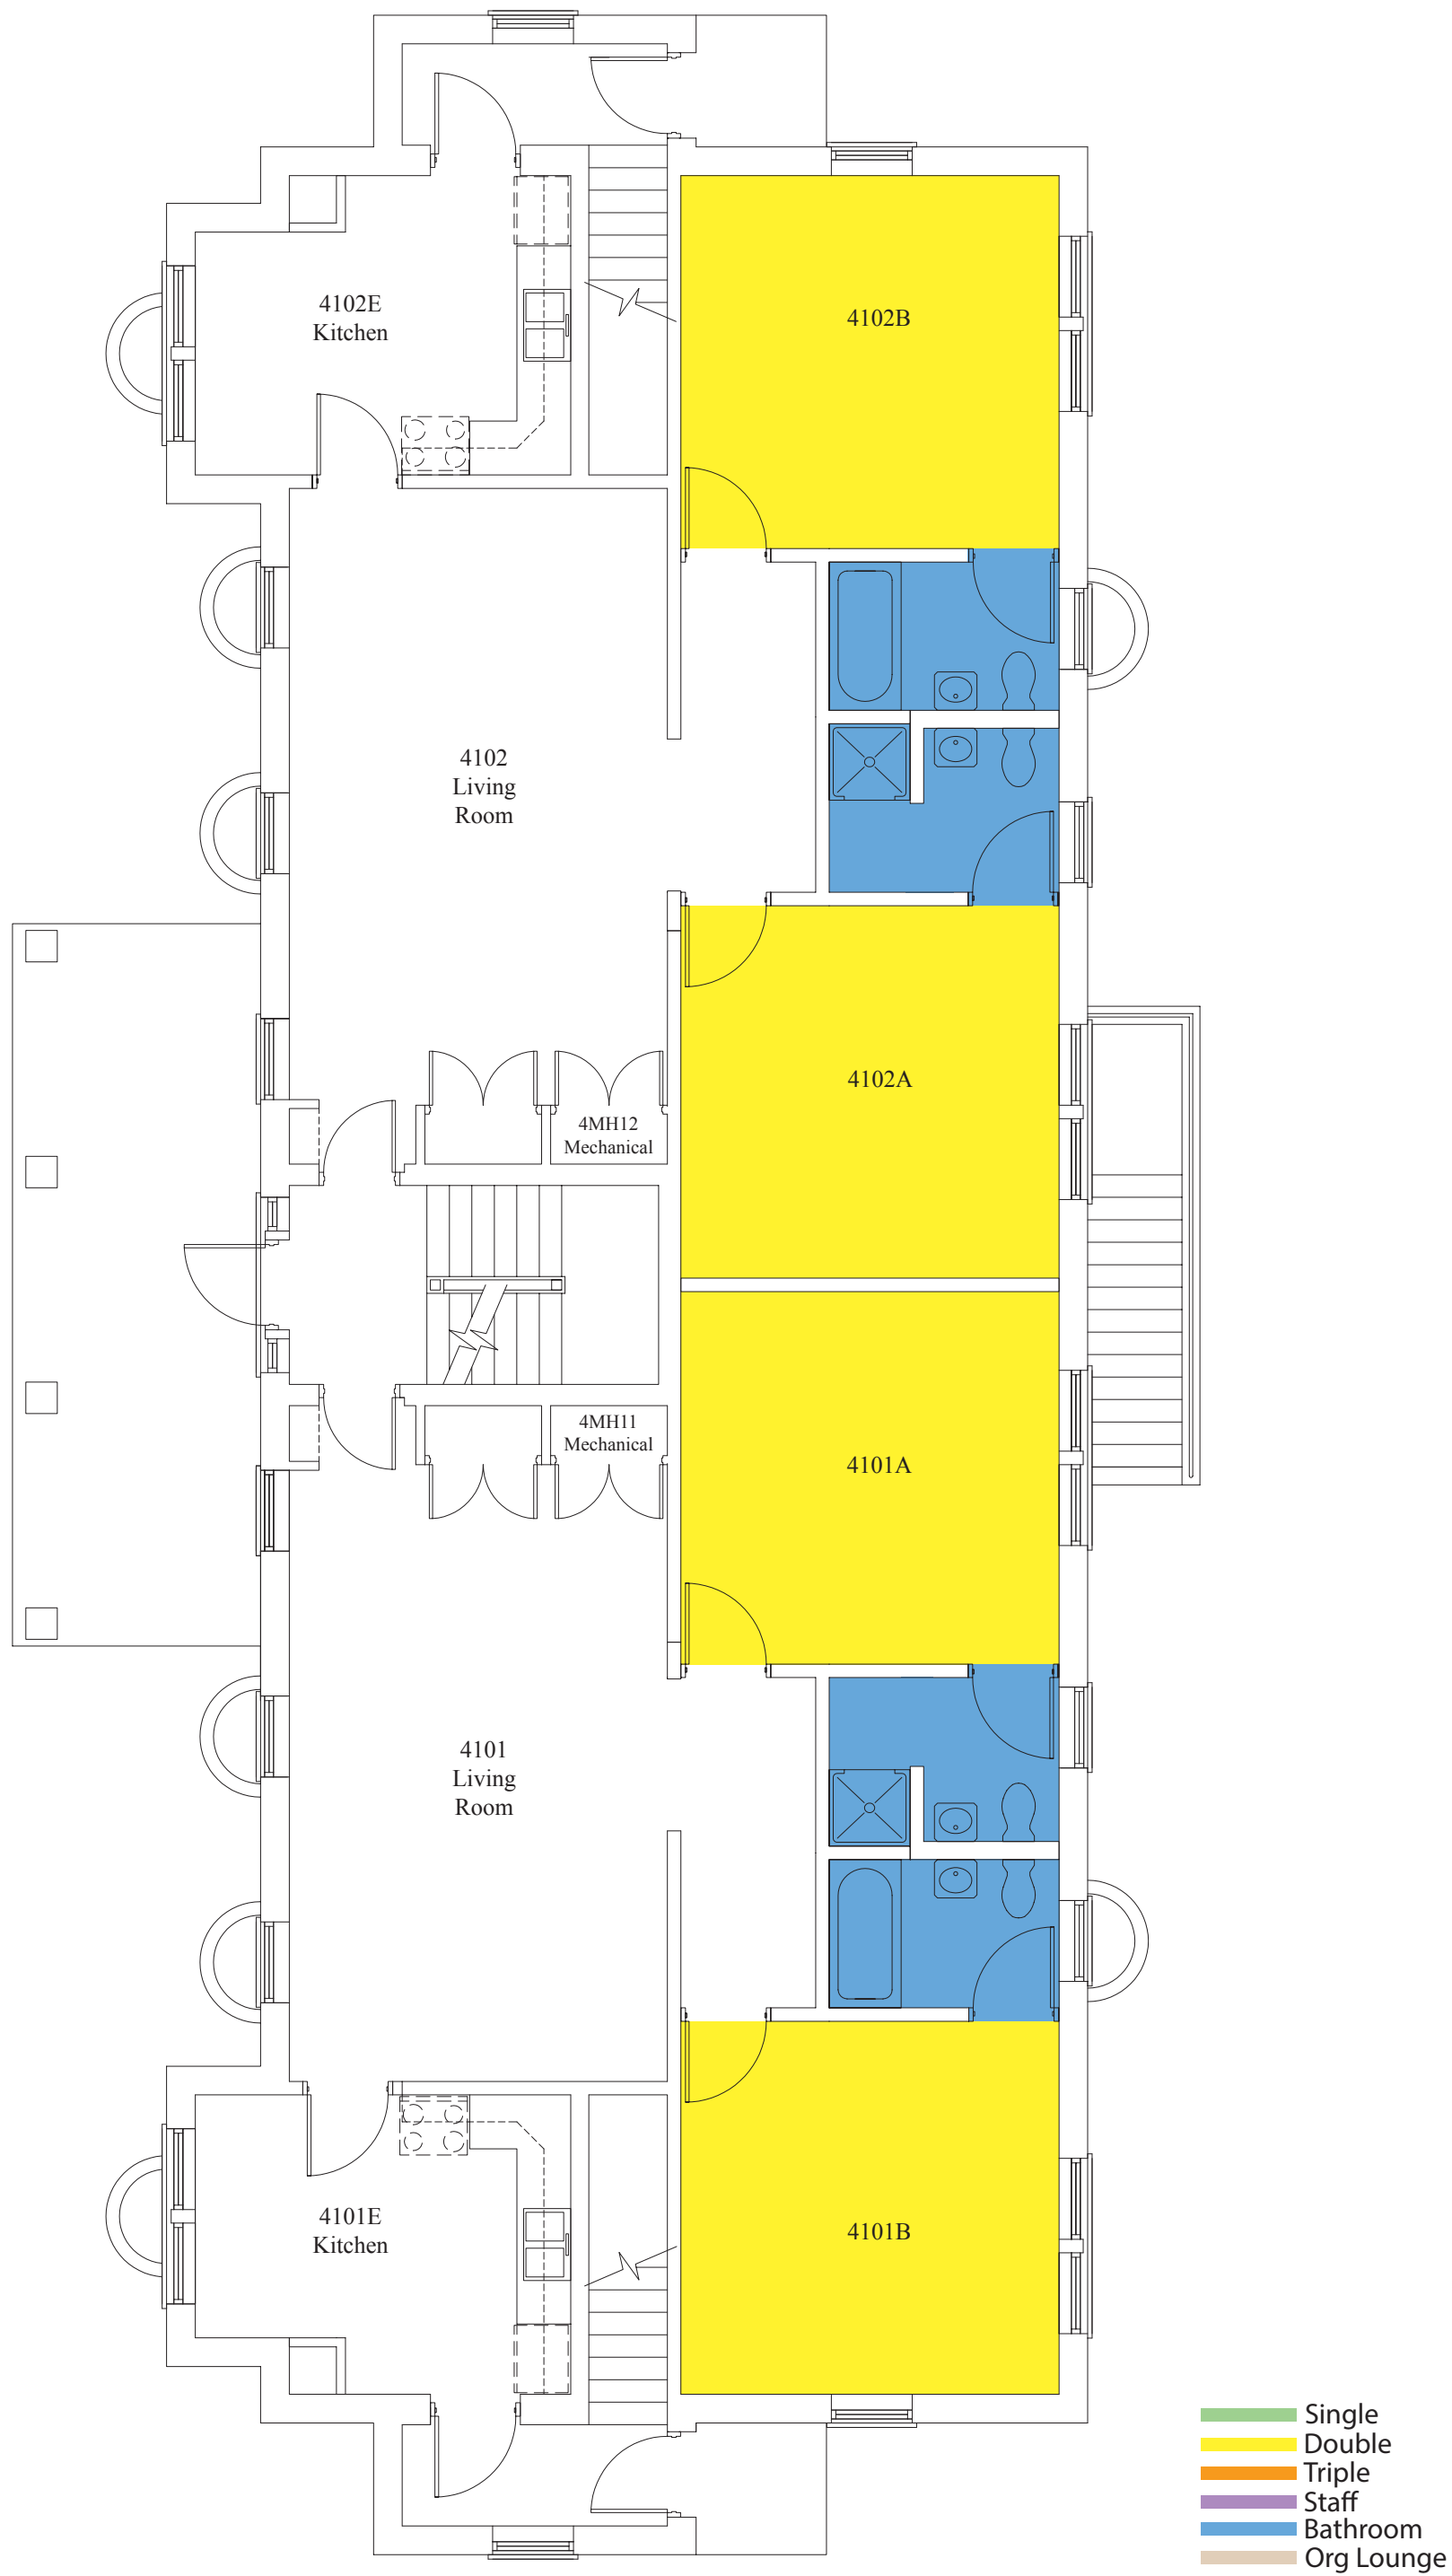 4102E
Kitchen
4102B
4102
Living
Room
4102A
4MH12
Mechanical
4MH11
Mechanical
4101A
4101
Living
Room
4101E
Kitchen
4101B
Single
Double
Triple
Staff
Bathroom
Org Lounge